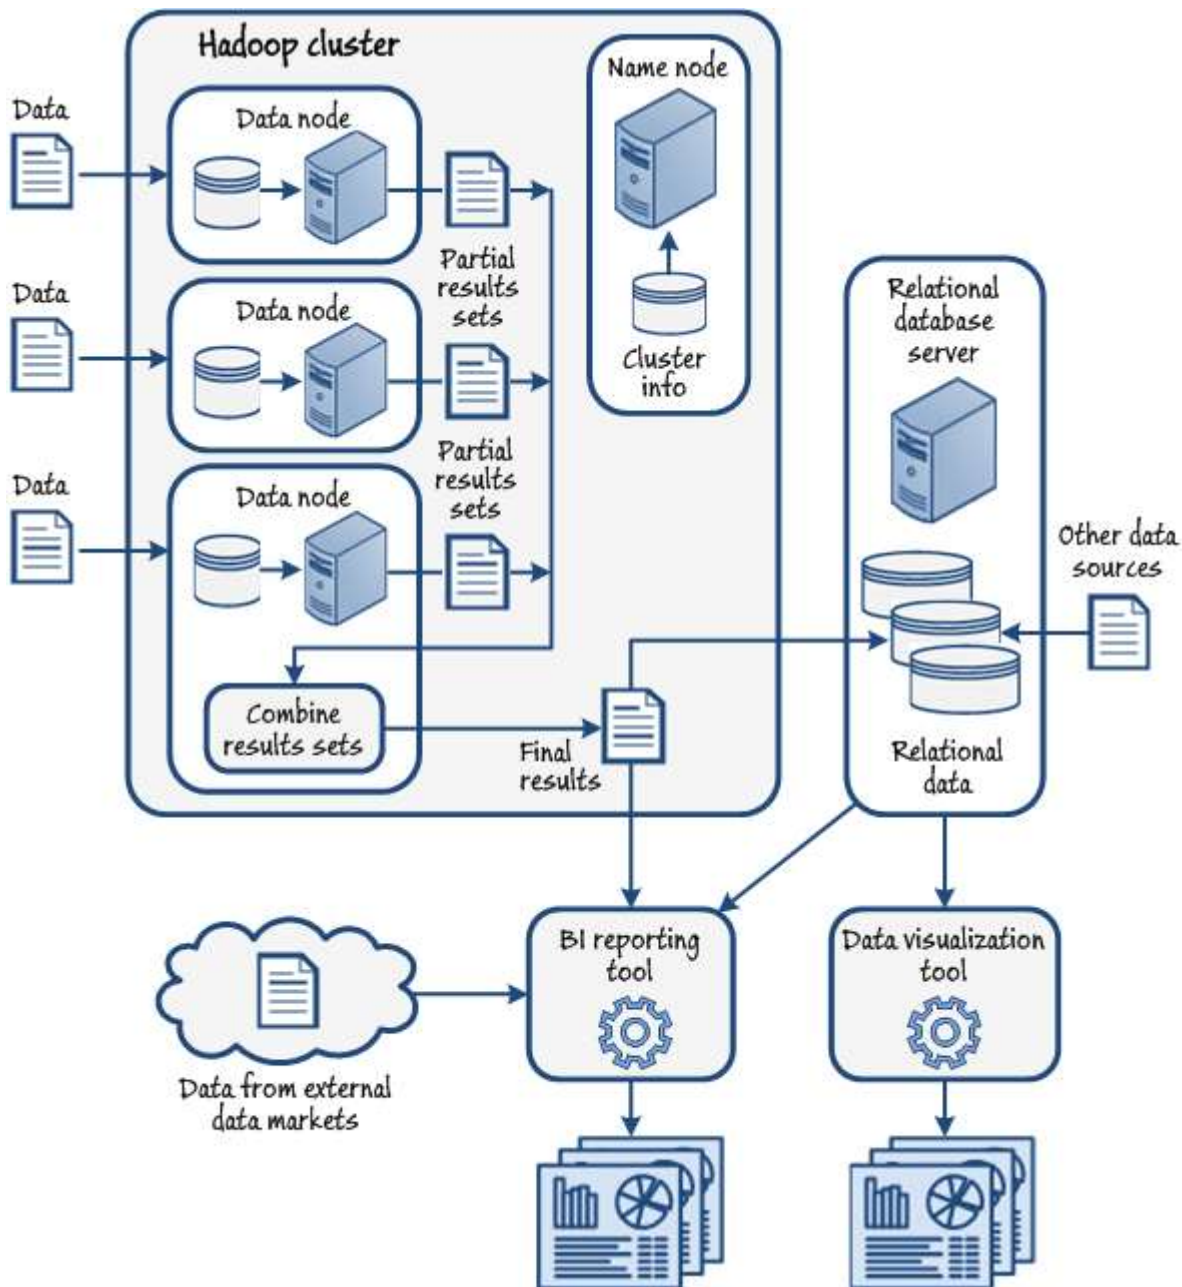 Hadoop cluster
Name node
Data
Data node
Partial
results
sets
Cluster
info
Data
Data node
Partial
results
sets
Data
Data node
Combine
results sets
Final
results
Relational
database
server
Other data
sources
Relational
data
BI reporting
tool
Data visualization
tool
Data from external
data markets